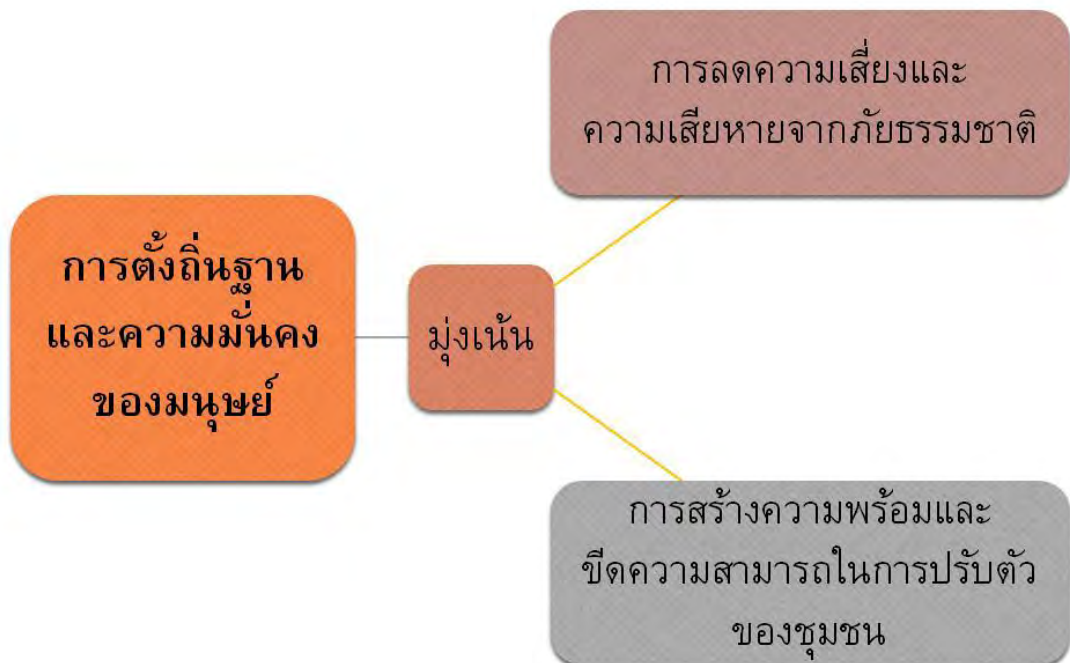 การตั้งถิ่นฐาน
และความมั่นคง
ของมนุษย์
มุ่งเน้น
การลดความเสี่ยงและ
ความเสียหายจากภัยธรรมชาติ
การสร้างความพร้อมและ
ขีดความสามารถในการปรับตัว
ของชุมชน